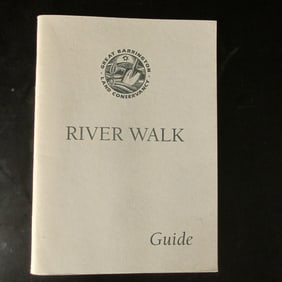 GREAT BARRINGTON
LAND CONSERVANCY
RIVER WALK
Guide